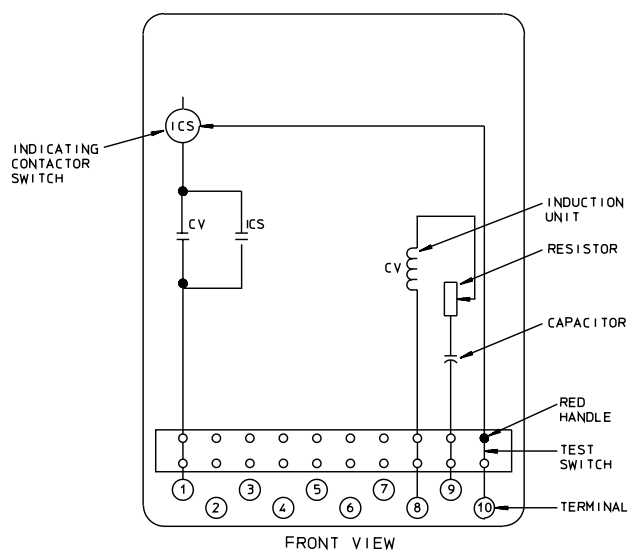 ICS
INDICATING
CONTACTOR
SWITCH
CV
ICS
INDUCTION
UNIT
CV
RESISTOR
CAPACITOR
RED
HANDLE
TEST
SWITCH
1
2
3
4
5
6
7
8
9
10
TERMINAL
FRONT VIEW